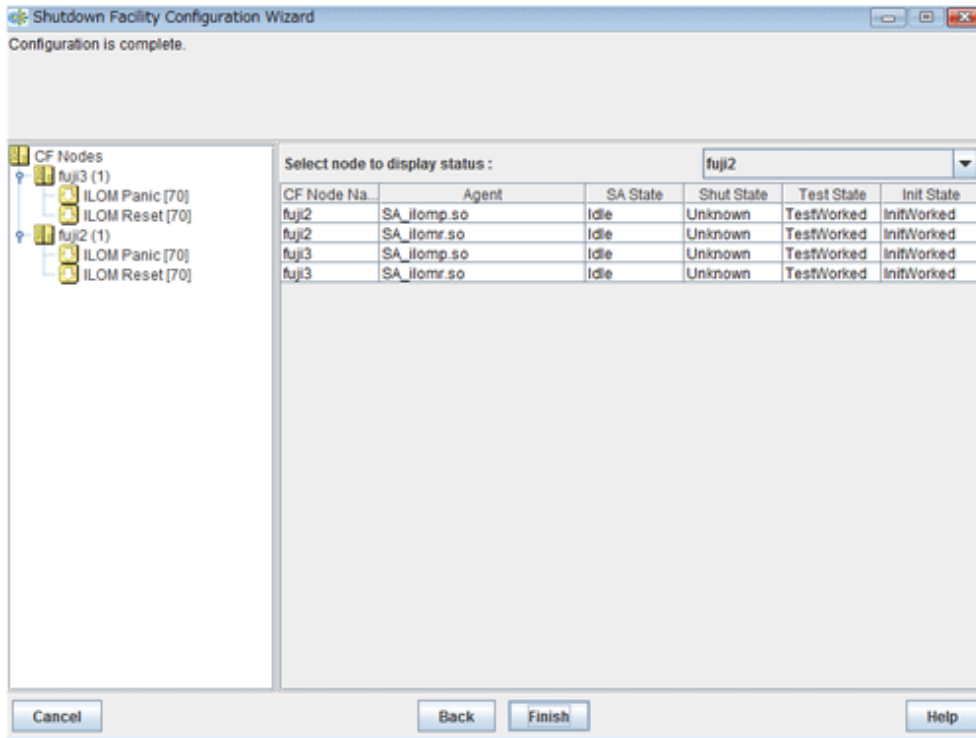 Shutdown Facility Configuration Wizard
Configuration is complete.
CF Nodes
fuji3 (1)
ILOM Panic [70]
ILOM Reset [70]
fuji2 (1)
ILOM Panic [70]
ILOM Reset [70]
Select node to display status : fuji2
CF Node Na... Agent SA State Shut State Test State Init State
fuji2 SA_ilomp.so Idle Unknown TestWorked InitWorked
fuji2 SA_ilomr.so Idle Unknown TestWorked InitWorked
fuji3 SA_ilomp.so Idle Unknown TestWorked InitWorked
fuji3 SA_ilomr.so Idle Unknown TestWorked InitWorked
Cancel Back Finish Help